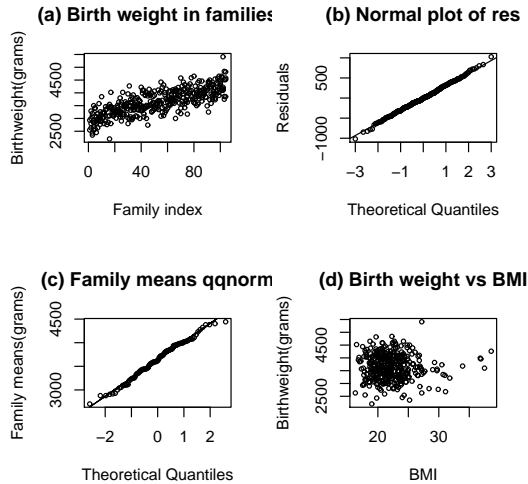 (a) Birth weight in families
Birthweight(grams)
2500
4500
0
40
80
Family index
(b) Normal plot of res
Residuals
−1000
500
−3
−1
1
2
3
Theoretical Quantiles
(c) Family means qqnorm
Family means(grams)
3000
4500
−2
0
1
2
Theoretical Quantiles
(d) Birth weight vs BMI
Birthweight(grams)
2500
4500
20
30
BMI